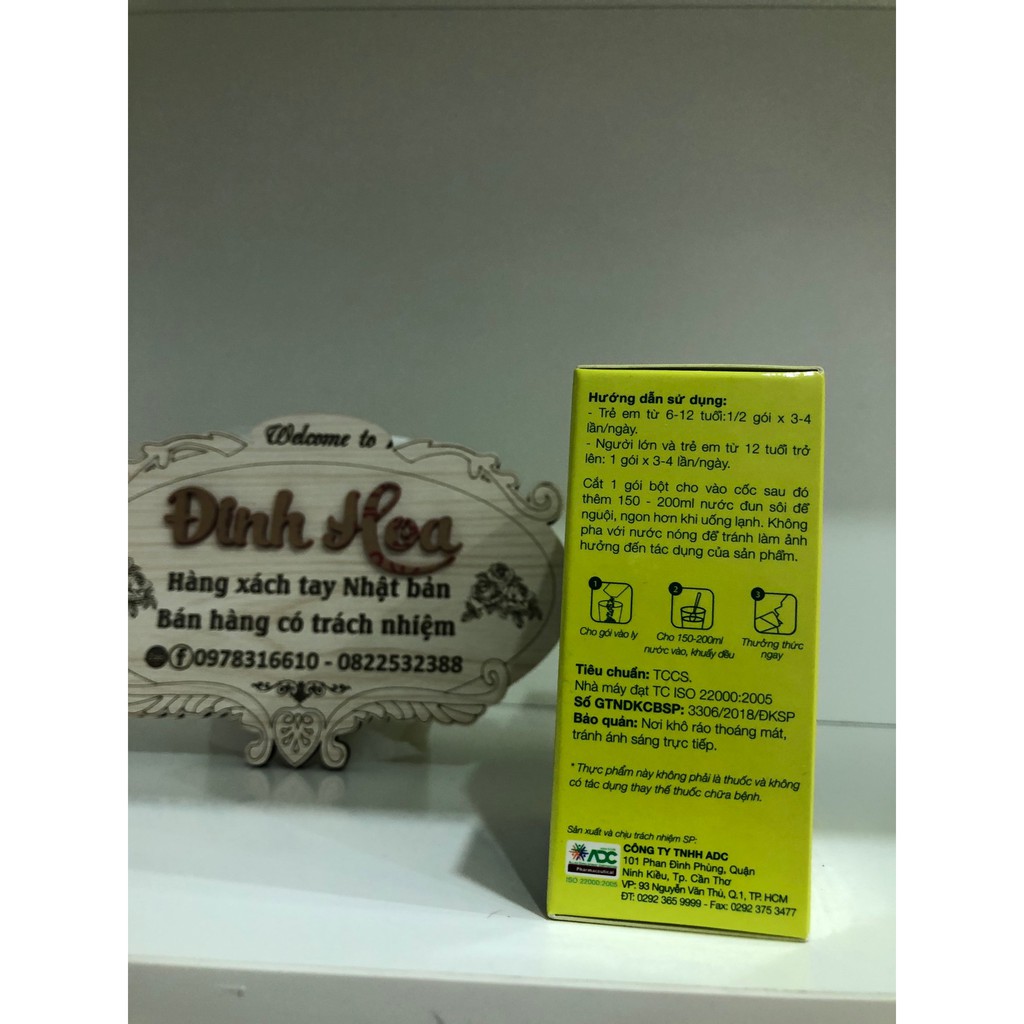 Welcome to
Đinh Hoa
Hàng xách tay Nhật bản
Bán hàng có trách nhiệm
0978316610 - 0822532388
Hướng dẫn sử dụng:
- Trẻ em từ 6-12 tuổi:1/2 gói x 3-4
lần/ngày.
- Người lớn và trẻ em từ 12 tuổi trở
lên: 1 gói x 3-4 lần/ngày.
Cắt 1 gói bột cho vào cốc sau đó
thêm 150 - 200ml nước đun sôi để
nguội, ngon hơn khi uống lạnh. Không
pha với nước nóng để tránh làm ảnh
hưởng đến tác dụng của sản phẩm.
1
2
3
Cho gói vào ly
Cho 150-200ml
nước vào, khuấy đều
Thưởng thức
ngay
Tiêu chuẩn: TCCS.
Nhà máy đạt TC ISO 22000:2005
Số GTNDKCBSP: 3306/2018/ĐKSP
Bảo quản: Nơi khô ráo thoáng mát,
tránh ánh sáng trực tiếp.
* Thực phẩm này không phải là thuốc và không
có tác dụng thay thế thuốc chữa bệnh.
Sản xuất và chịu trách nhiệm SP:
ADC
Pharmaceutical
ISO 22000:2005
CÔNG TY TNHH ADC
101 Phan Đình Phùng, Quận
Ninh Kiều, Tp. Cần Thơ
VP: 93 Nguyễn Văn Thủ, Q.1, TP. HCM
ĐT: 0292 365 9999 - Fax: 0292 375 3477